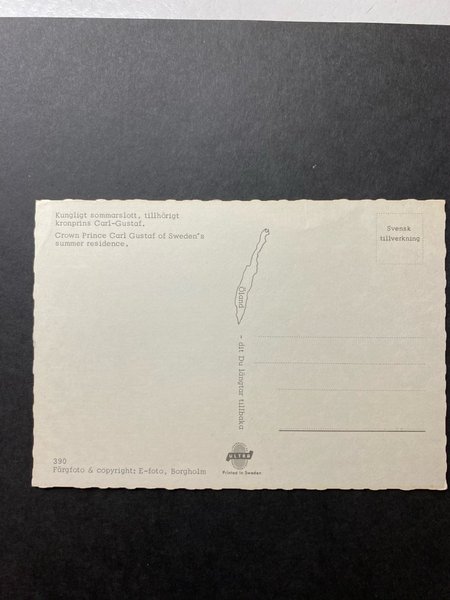 Kungligt sommarslott, tillhörigt
kronprins Carl-Gustaf.
Crown Prince Carl Gustaf of Sweden"s
summer residence.
Svensk
tillverkning
Öland - dit Du längtar tillbaka
390
Färgfoto & copyright: E-foto, Borgholm
ULTRA
Printed in Sweden